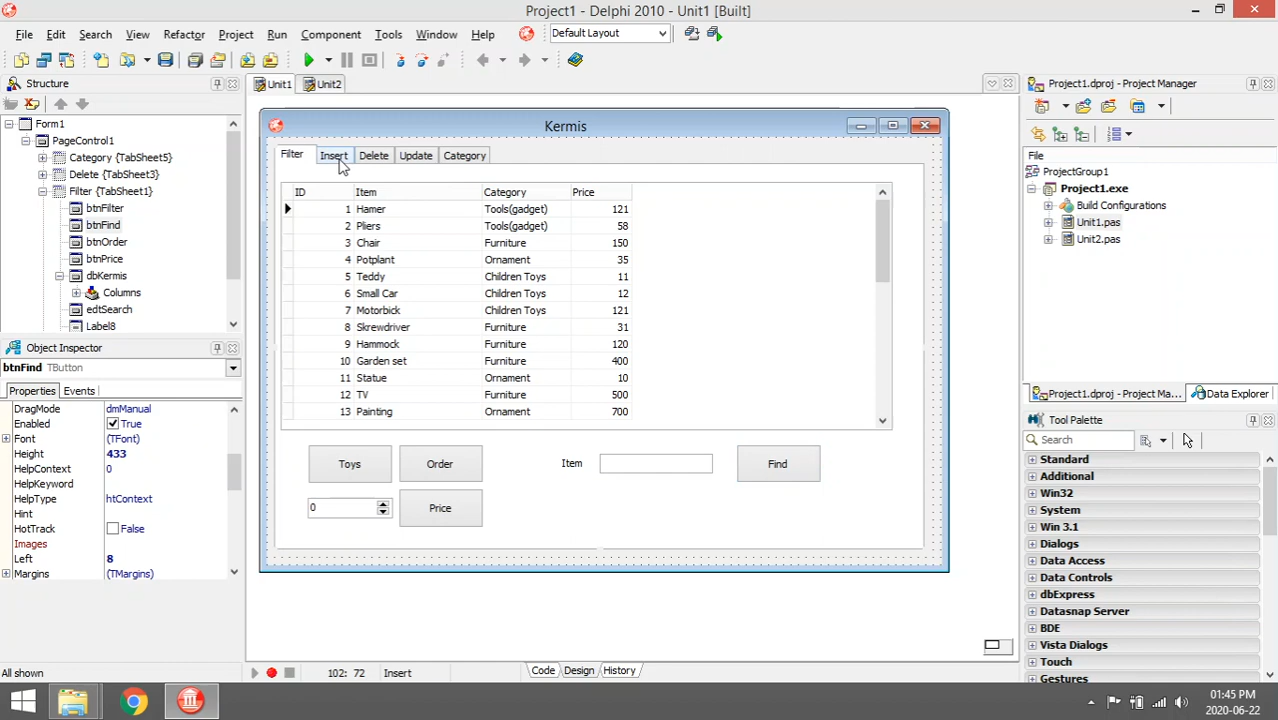 Project1 - Delphi 2010 - Unit1 [Built]
File Edit Search View Refactor Project Run Component Tools Window Help Default Layout
Structure
Form1
PageControl1
Category {TabSheet5}
Delete {TabSheet3}
Filter {TabSheet1}
btnFilter
btnFind
btnOrder
btnPrice
dbKermis
Columns
edtSearch
Label8
Object Inspector
btnFind TButton
Properties Events
DragMode dmManual
Enabled True
Font (TFont)
Height 433
HelpContext 0
HelpKeyword
HelpType htContext
Hint
HotTrack False
Images
Left 8
Margins (TMargins)
All shown
Unit1 Unit2
Kermis
Filter Insert Delete Update Category
ID Item Category Price
1 Hamer Tools(gadget) 121
2 Pliers Tools(gadget) 58
3 Chair Furniture 150
4 Potplant Ornament 35
5 Teddy Children Toys 11
6 Small Car Children Toys 12
7 Motorbick Children Toys 121
8 Skrewdriver Furniture 31
9 Hammock Furniture 120
10 Garden set Furniture 400
11 Statue Ornament 10
12 TV Furniture 500
13 Painting Ornament 700
Toys Order Item Find
0 Price
102: 72 Insert Code Design History
Project1.dproj - Project Manager
File
ProjectGroup1
Project1.exe
Build Configurations
Unit1.pas
Unit2.pas
Project1.dproj - Project Ma... Data Explorer
Tool Palette
Search
Standard
Additional
Win32
System
Win 3.1
Dialogs
Data Access
Data Controls
dbExpress
Datasnap Server
BDE
Vista Dialogs
Touch
Gestures
01:45 PM
2020-06-22